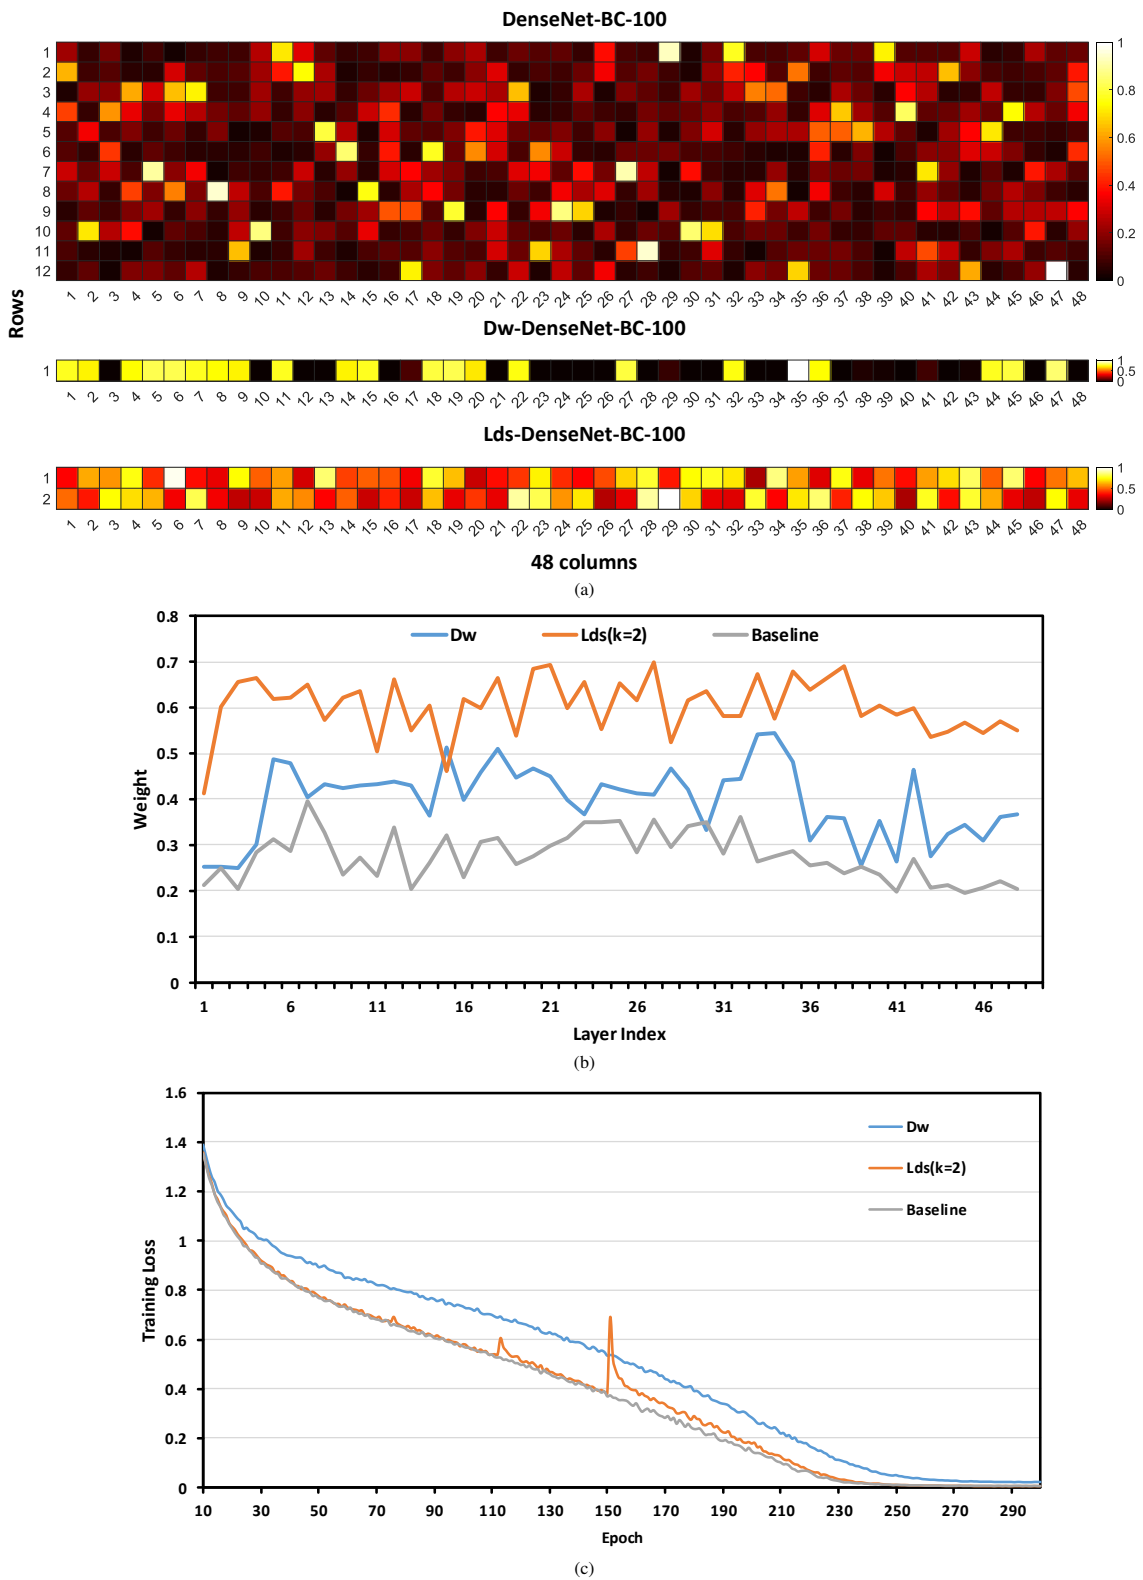 DenseNet-BC-100
1
2
3
4
5
6
7
8
9
10
11
12
1 2 3 4 5 6 7 8 9 10 11 12 13 14 15 16 17 18 19 20 21 22 23 24 25 26 27 28 29 30 31 32 33 34 35 36 37 38 39 40 41 42 43 44 45 46 47 48
1
0.8
0.6
0.4
0.2
0
Rows
Dw-DenseNet-BC-100
1
1 2 3 4 5 6 7 8 9 10 11 12 13 14 15 16 17 18 19 20 21 22 23 24 25 26 27 28 29 30 31 32 33 34 35 36 37 38 39 40 41 42 43 44 45 46 47 48
1
0.5
0
Lds-DenseNet-BC-100
1
2
1 2 3 4 5 6 7 8 9 10 11 12 13 14 15 16 17 18 19 20 21 22 23 24 25 26 27 28 29 30 31 32 33 34 35 36 37 38 39 40 41 42 43 44 45 46 47 48
1
0.5
0
48 columns
(a)
Dw Lds(k=2) Baseline
0.8
0.7
0.6
0.5
0.4
0.3
0.2
0.1
0
Weight
1 6 11 16 21 26 31 36 41 46
Layer Index
(b)
Dw
Lds(k=2)
Baseline
1.6
1.4
1.2
1
0.8
0.6
0.4
0.2
0
Training Loss
10 30 50 70 90 110 130 150 170 190 210 230 250 270 290
Epoch
(c)